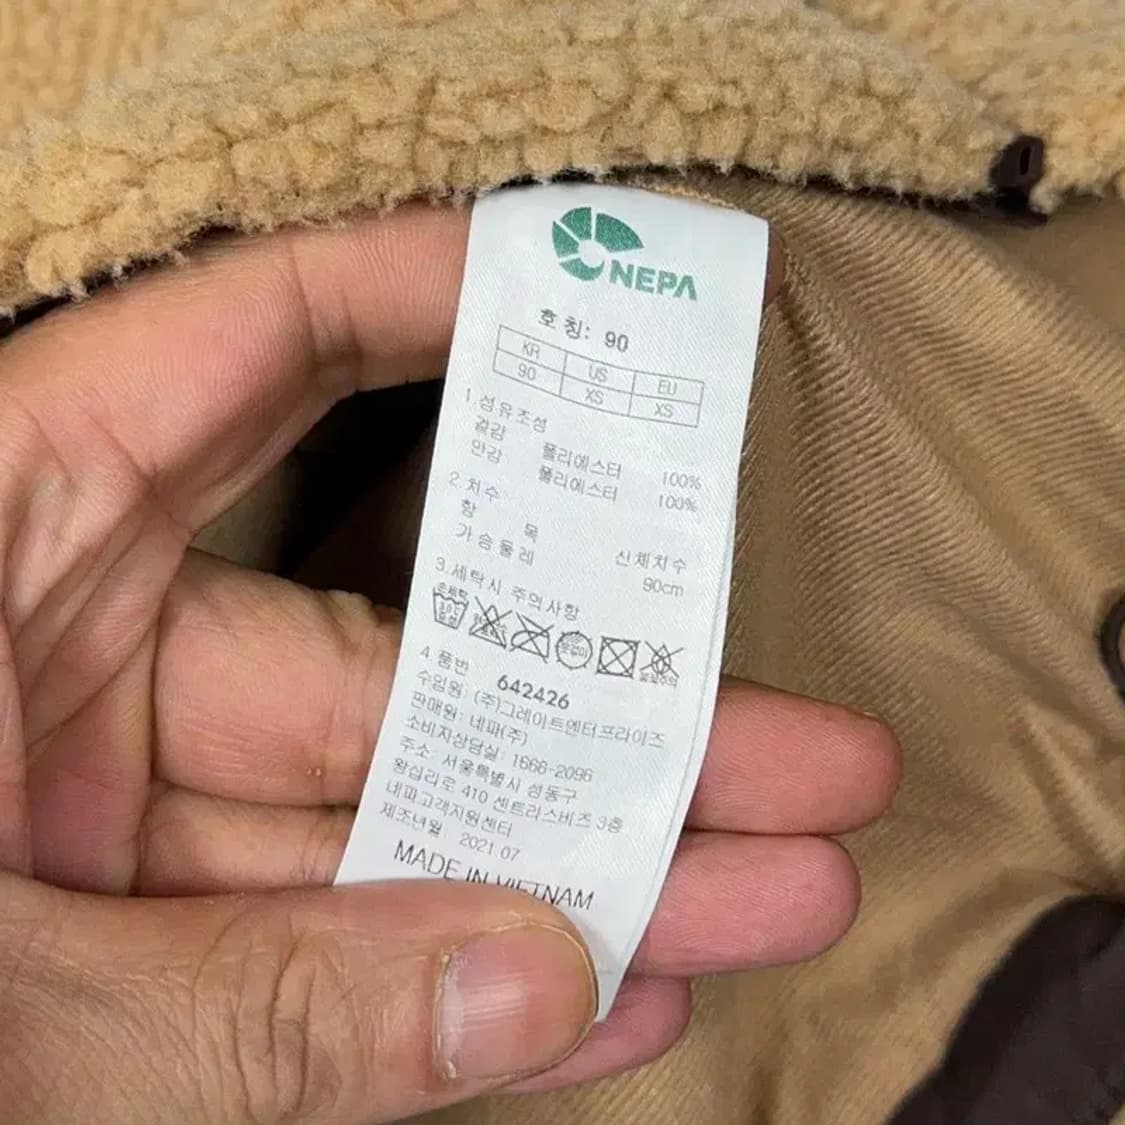 NEPA
호칭: 90
KR US EU
90 XS XS
1.섬유조성
겉감 폴리에스터 100%
안감 폴리에스터 100%
2.치수
항 목 신체치수
가슴둘레 90cm
3.세탁시 주의사항
손세탁
4.품번 642426
수입원: (주)그레이트엔터프라이즈
판매원: 네파(주)
소비자상담실: 1666-2096
주소: 서울특별시 성동구
왕십리로 410 센트라스비즈 3층
네파고객지원센터
제조년월 2021.07
MADE IN VIETNAM